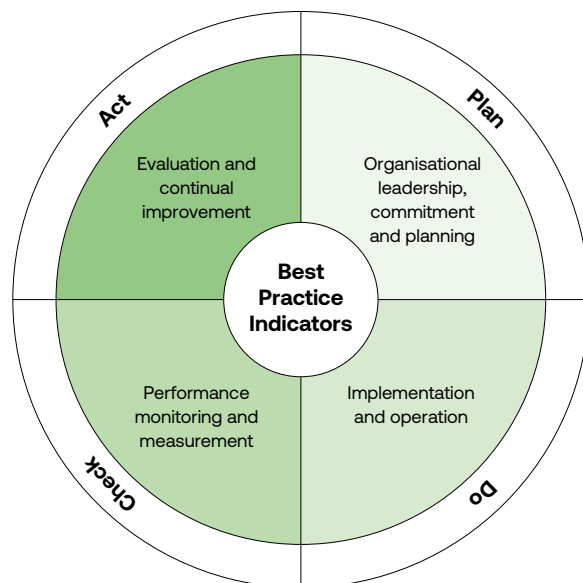 Act
Plan
Evaluation and
continual
improvement
Organisational
leadership,
commitment
and planning
Best
Practice
Indicators
Performance
monitoring and
measurement
Implementation
and operation
Check
Do